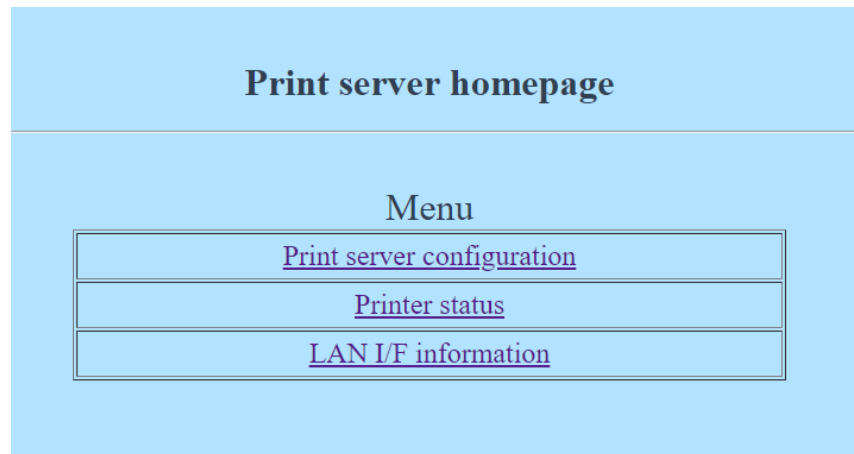 Print server homepage
Menu
Print server configuration
Printer status
LAN I/F information